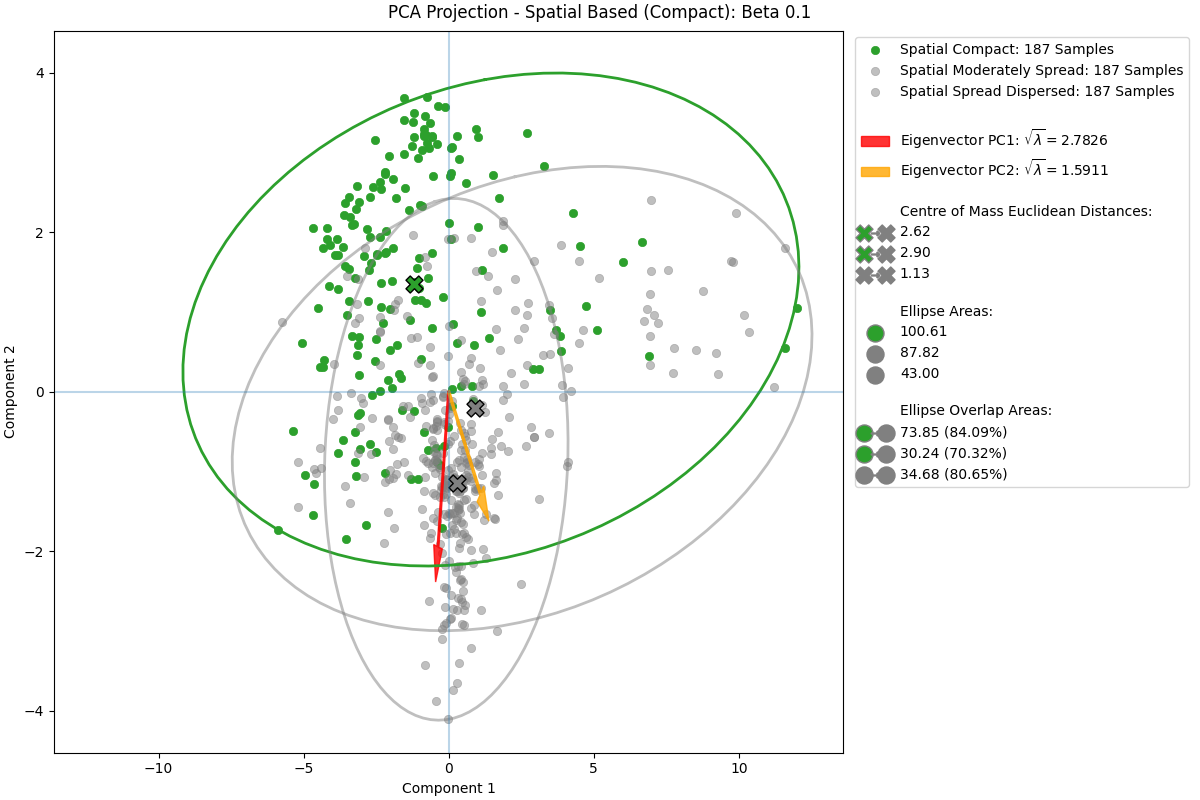 PCA Projection - Spatial Based (Compact): Beta 0.1
Spatial Compact: 187 Samples
Spatial Moderately Spread: 187 Samples
Spatial Spread Dispersed: 187 Samples
Eigenvector PC1: √λ = 2.7826
Eigenvector PC2: √λ = 1.5911
Centre of Mass Euclidean Distances:
2.62
2.90
1.13
Ellipse Areas:
100.61
87.82
43.00
Ellipse Overlap Areas:
73.85 (84.09%)
30.24 (70.32%)
34.68 (80.65%)
Component 2
4
2
0
−2
−4
−10
−5
0
5
10
Component 1